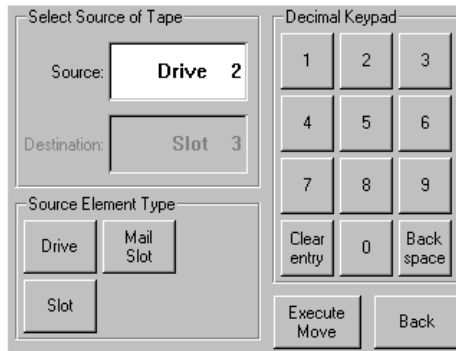 Select Source of Tape
Source: Drive 2
Destination: Slot 3
Source Element Type
Drive
Mail
Slot
Slot
Decimal Keypad
1 2 3
4 5 6
7 8 9
Clear
entry
0
Back
space
Execute
Move
Back